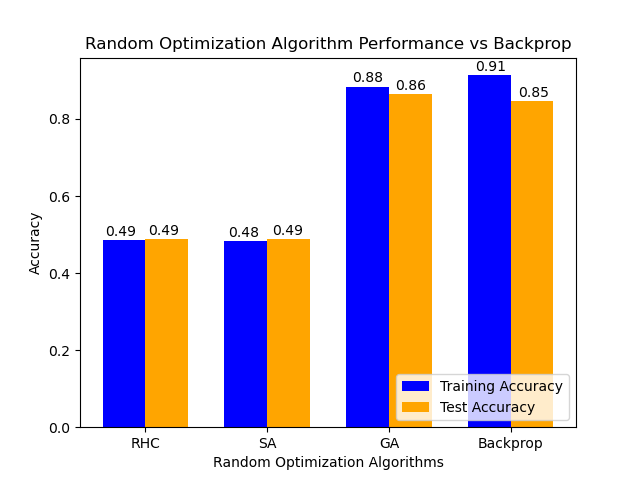 Random Optimization Algorithm Performance vs Backprop
0.91
0.88
0.86
0.85
0.8
0.6
0.49 0.49
0.48 0.49
Accuracy
0.4
0.2
Training Accuracy
Test Accuracy
0.0
RHC SA GA Backprop
Random Optimization Algorithms